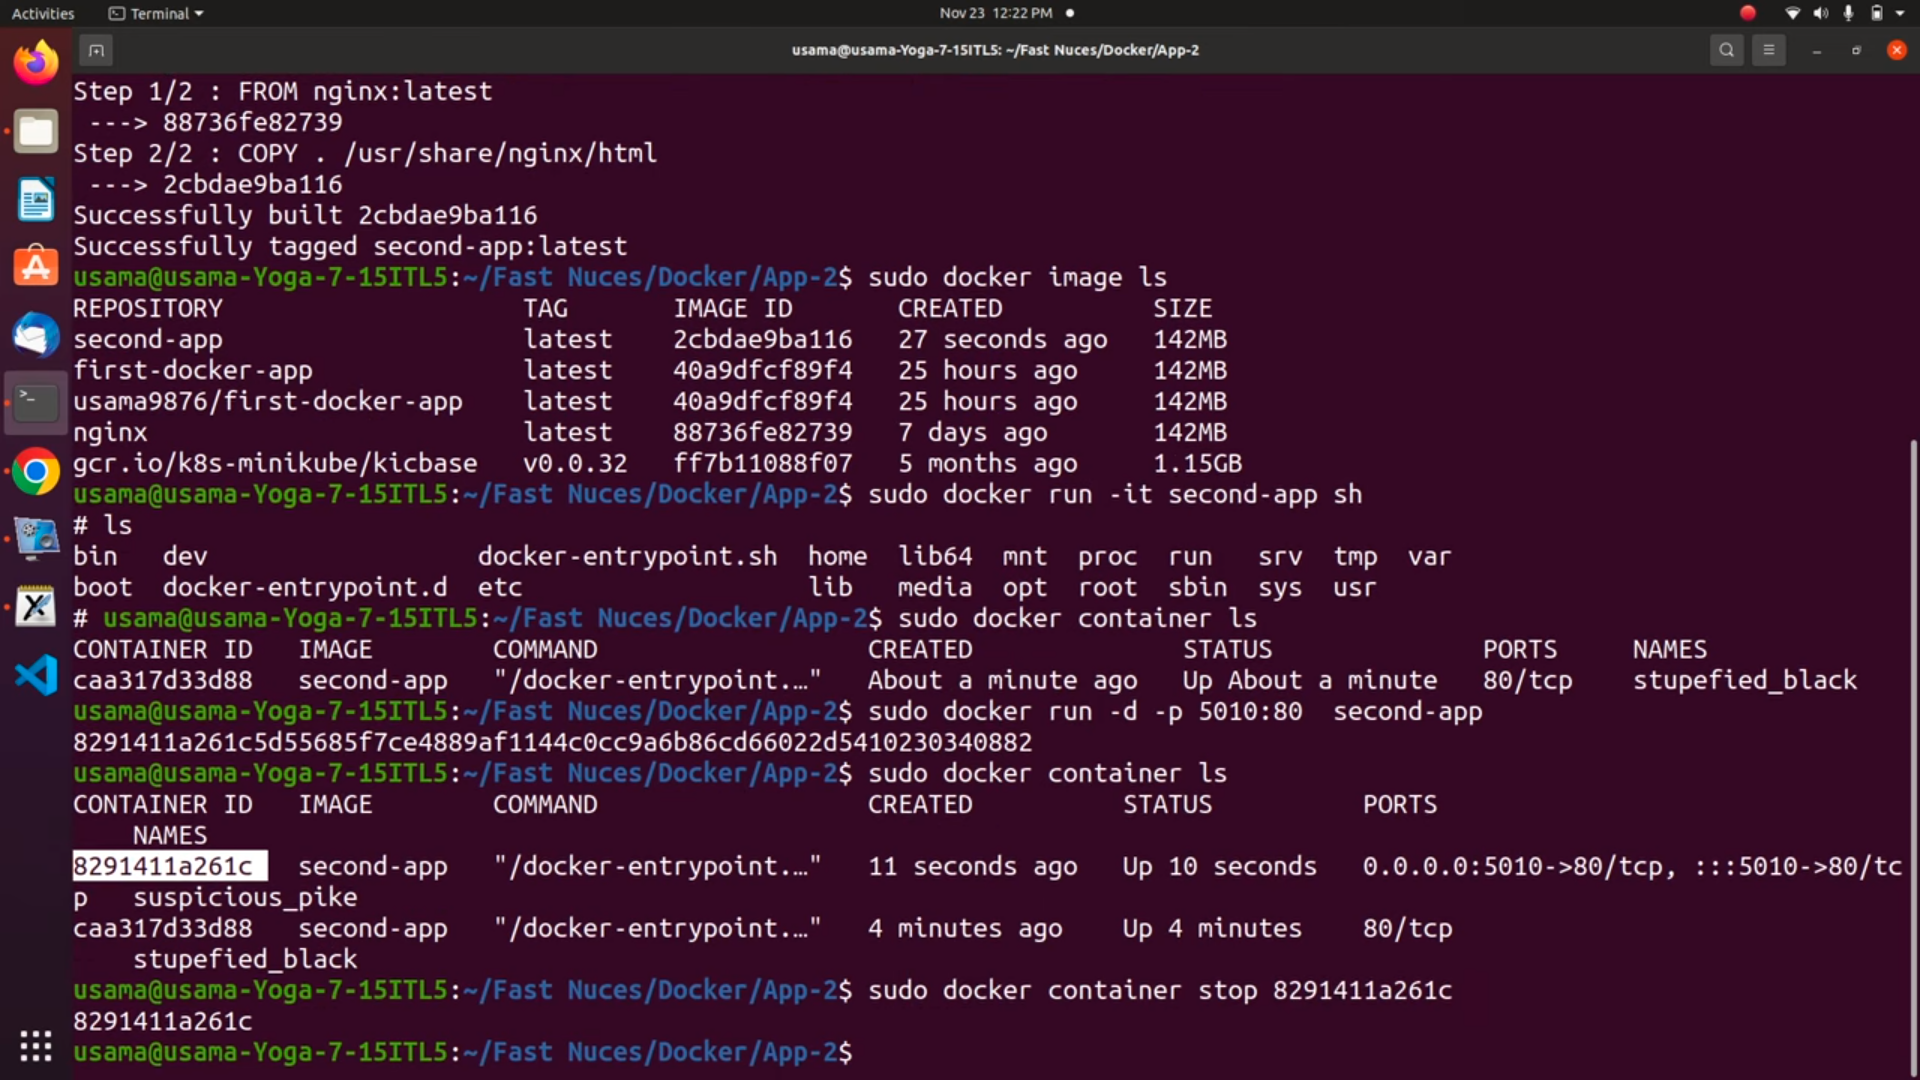 Activities Terminal Nov 23 12:22 PM
usama@usama-Yoga-7-15ITL5: ~/Fast Nuces/Docker/App-2
Step 1/2 : FROM nginx:latest
 ---> 88736fe82739
Step 2/2 : COPY . /usr/share/nginx/html
 ---> 2cbdae9ba116
Successfully built 2cbdae9ba116
Successfully tagged second-app:latest
usama@usama-Yoga-7-15ITL5:~/Fast Nuces/Docker/App-2$ sudo docker image ls
REPOSITORY TAG IMAGE ID CREATED SIZE
second-app latest 2cbdae9ba116 27 seconds ago 142MB
first-docker-app latest 40a9dfcf89f4 25 hours ago 142MB
usama9876/first-docker-app latest 40a9dfcf89f4 25 hours ago 142MB
nginx latest 88736fe82739 7 days ago 142MB
gcr.io/k8s-minikube/kicbase v0.0.32 ff7b11088f07 5 months ago 1.15GB
usama@usama-Yoga-7-15ITL5:~/Fast Nuces/Docker/App-2$ sudo docker run -it second-app sh
# ls
bin dev docker-entrypoint.sh home lib64 mnt proc run srv tmp var
boot docker-entrypoint.d etc lib media opt root sbin sys usr
# usama@usama-Yoga-7-15ITL5:~/Fast Nuces/Docker/App-2$ sudo docker container ls
CONTAINER ID IMAGE COMMAND CREATED STATUS PORTS NAMES
caa317d33d88 second-app "/docker-entrypoint.…" About a minute ago Up About a minute 80/tcp stupefied_black
usama@usama-Yoga-7-15ITL5:~/Fast Nuces/Docker/App-2$ sudo docker run -d -p 5010:80 second-app
8291411a261c5d55685f7ce4889af1144c0cc9a6b86cd66022d5410230340882
usama@usama-Yoga-7-15ITL5:~/Fast Nuces/Docker/App-2$ sudo docker container ls
CONTAINER ID IMAGE COMMAND CREATED STATUS PORTS
NAMES
8291411a261c second-app "/docker-entrypoint.…" 11 seconds ago Up 10 seconds 0.0.0.0:5010->80/tcp, :::5010->80/tc
p suspicious_pike
caa317d33d88 second-app "/docker-entrypoint.…" 4 minutes ago Up 4 minutes 80/tcp
stupefied_black
usama@usama-Yoga-7-15ITL5:~/Fast Nuces/Docker/App-2$ sudo docker container stop 8291411a261c
8291411a261c
usama@usama-Yoga-7-15ITL5:~/Fast Nuces/Docker/App-2$